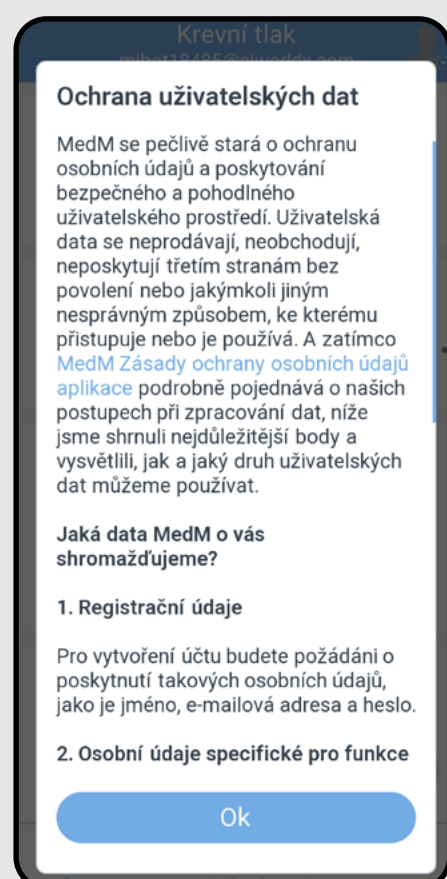 Krevní tlak
Ochrana uživatelských dat
MedM se pečlivě stará o ochranu
osobních údajů a poskytování
bezpečného a pohodlného
uživatelského prostředí. Uživatelská
data se neprodávají, neobchodují,
neposkytují třetím stranám bez
povolení nebo jakýmkoli jiným
nesprávným způsobem, ke kterému
přistupuje nebo je používá. A zatímco
MedM Zásady ochrany osobních údajů
aplikace podrobně pojednává o našich
postupech při zpracování dat, níže
jsme shrnuli nejdůležitější body a
vysvětlili, jak a jaký druh uživatelských
dat můžeme používat.
Jaká data MedM o vás
shromažďujeme?
1. Registrační údaje
Pro vytvoření účtu budete požádáni o
poskytnutí takových osobních údajů,
jako je jméno, e-mailová adresa a heslo.
2. Osobní údaje specifické pro funkce
Ok